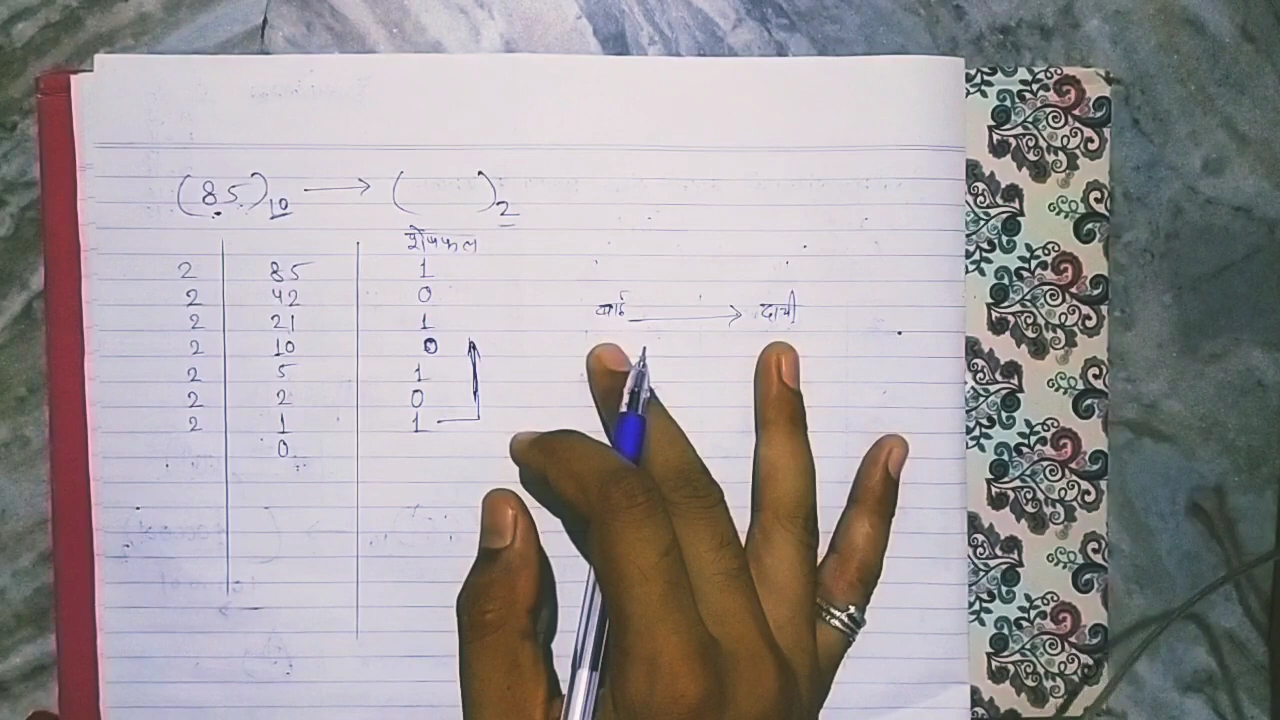 (85)10 → ( )2
शेषफल
2 85 1
2 42 0
2 21 1
2 10 0
2 5 1
2 2 0
2 1 1
0
बाई → दायी